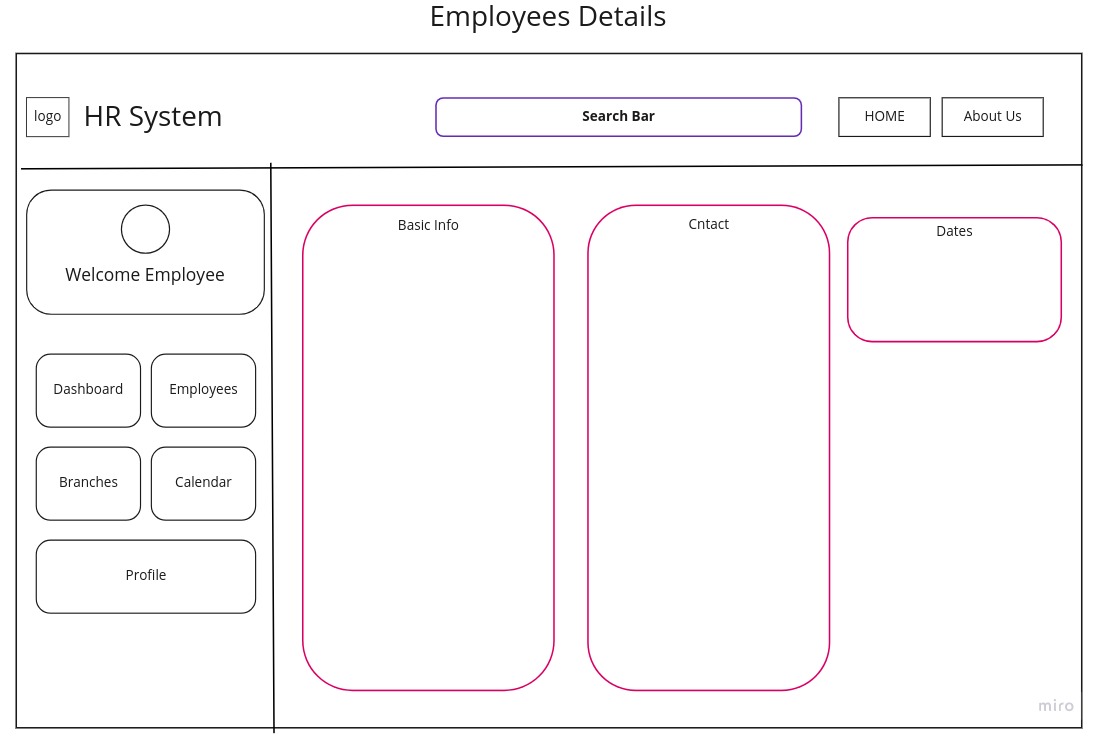 Employees Details
logo
HR System
Search Bar
HOME
About Us
Welcome Employee
Dashboard
Employees
Branches
Calendar
Profile
Basic Info
Cntact
Dates
miro